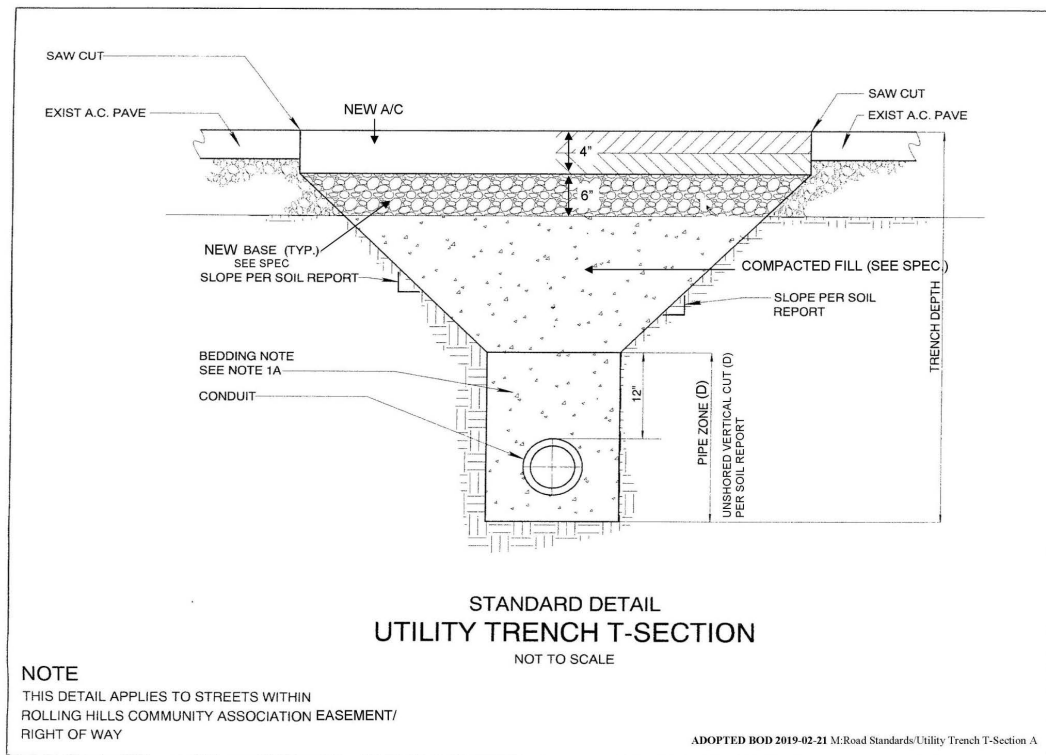 SAW CUT
EXIST A.C. PAVE
NEW A/C
SAW CUT
EXIST A.C. PAVE
4"
6"
NEW BASE (TYP.)
SEE SPEC
SLOPE PER SOIL REPORT
COMPACTED FILL (SEE SPEC.)
SLOPE PER SOIL
REPORT
TRENCH DEPTH
BEDDING NOTE
SEE NOTE 1A
CONDUIT
12"
PIPE ZONE (D)
UNSHORED VERTICAL CUT (D)
PER SOIL REPORT
STANDARD DETAIL
UTILITY TRENCH T-SECTION
NOT TO SCALE
NOTE
THIS DETAIL APPLIES TO STREETS WITHIN
ROLLING HILLS COMMUNITY ASSOCIATION EASEMENT/
RIGHT OF WAY
ADOPTED BOD 2019-02-21 M:Road Standards/Utility Trench T-Section A